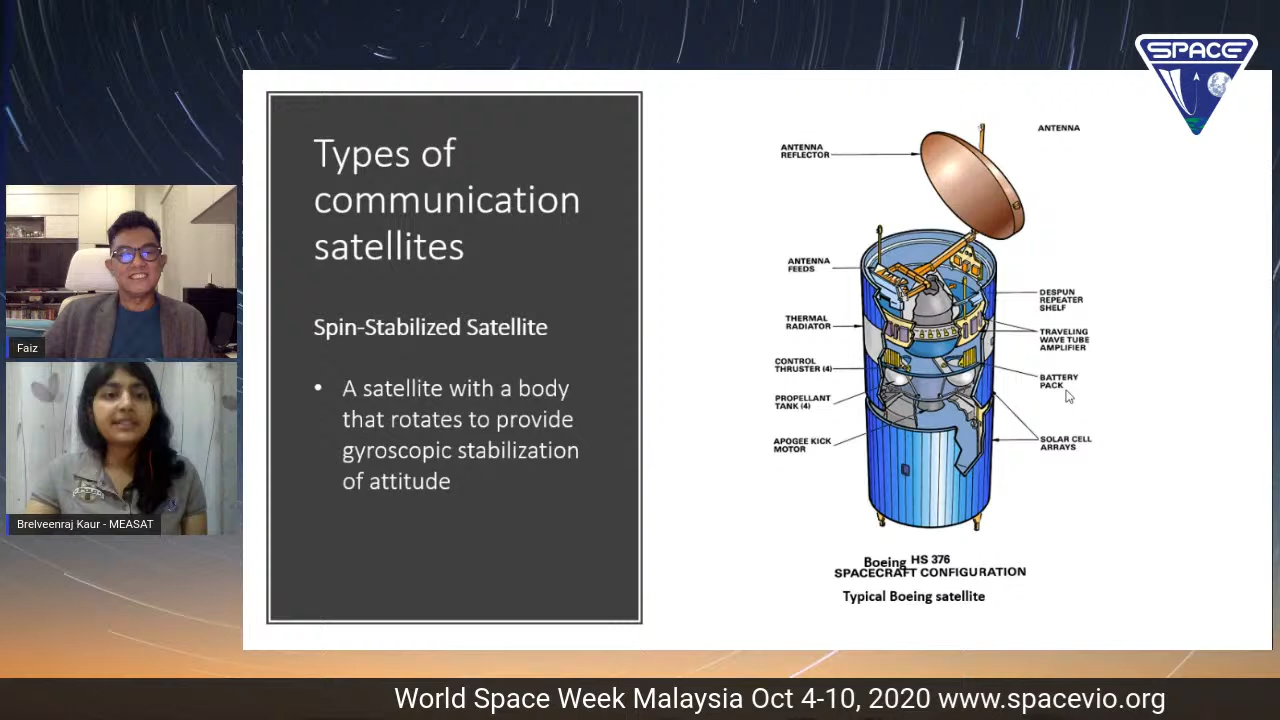 SPACE
Types of
communication
satellites
Spin-Stabilized Satellite
• A satellite with a body
that rotates to provide
gyroscopic stabilization
of attitude
ANTENNA
ANTENNA
REFLECTOR
ANTENNA
FEEDS
THERMAL
RADIATOR
CONTROL
THRUSTER (4)
PROPELLANT
TANK (4)
APOGEE KICK
MOTOR
DESPUN
REPEATER
SHELF
TRAVELING
WAVE TUBE
AMPLIFIER
BATTERY
PACK
SOLAR CELL
ARRAYS
Boeing HS 376
SPACECRAFT CONFIGURATION
Typical Boeing satellite
Faiz
Brelveenraj Kaur - MEASAT
World Space Week Malaysia Oct 4-10, 2020 www.spacevio.org